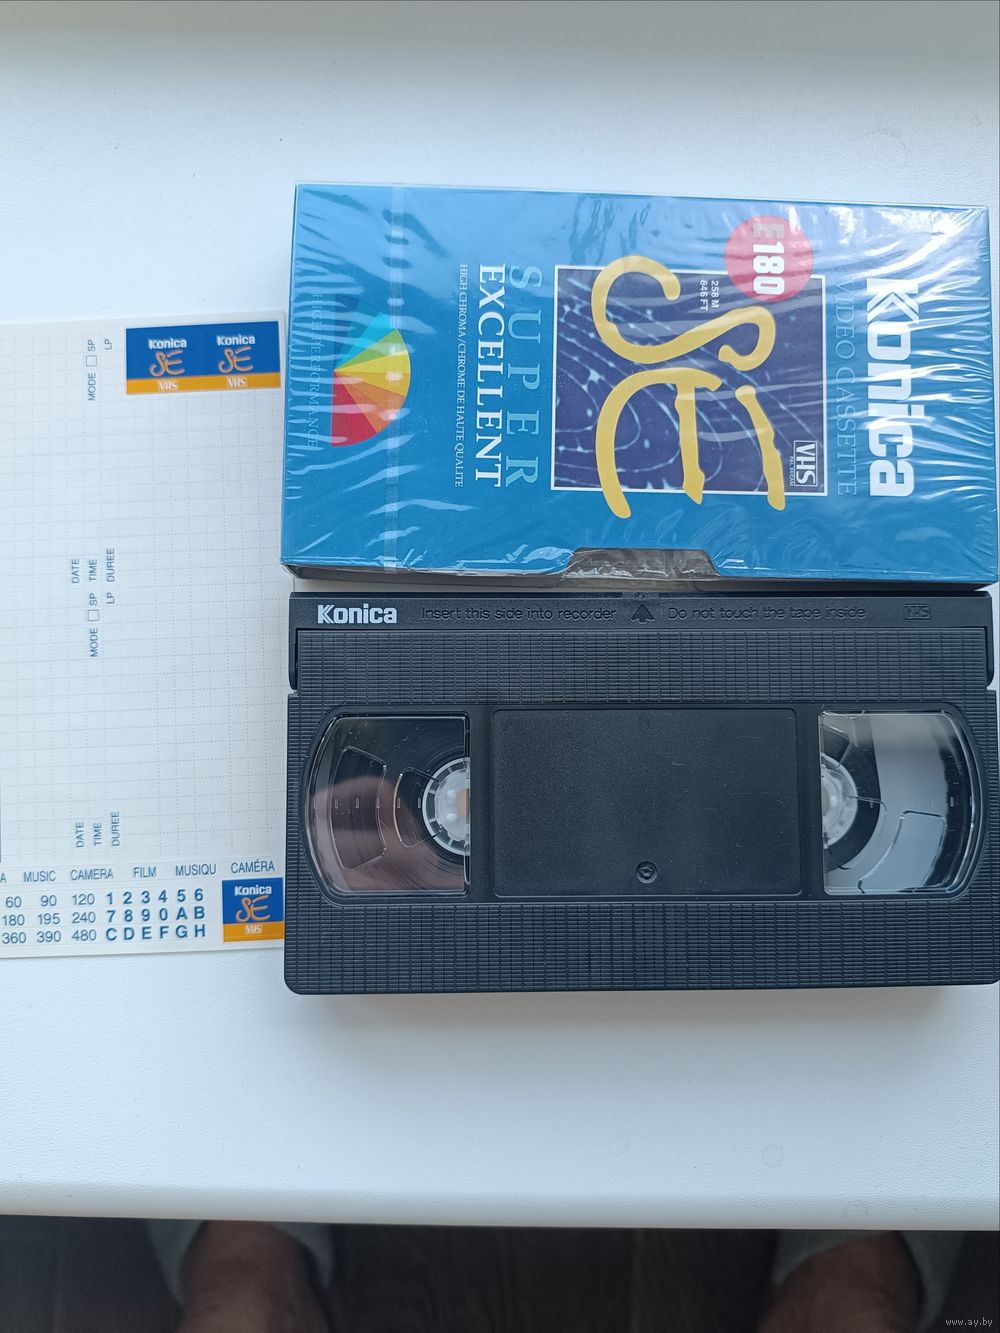 Konica
VIDEO CASSETTE
E180
258 M
846 FT
VHS
PAL SECAM
SE
SUPER
EXCELLENT
HIGH CHROMA/CHROME DE HAUTE QUALITE
HIGH PERFORMANCE
Konica Insert this side into recorder Do not touch the tape inside VHS
Konica Konica
SE SE
VHS VHS
MODE SP
LP
DATE
TIME
DUREE
MODE SP
LP
DATE
TIME
DUREE
A MUSIC CAMERA FILM MUSIQU CAMÉRA
60 90 120 1 2 3 4 5 6
180 195 240 7 8 9 0 A B
360 390 480 C D E F G H
Konica
SE
VHS
www.ay.by